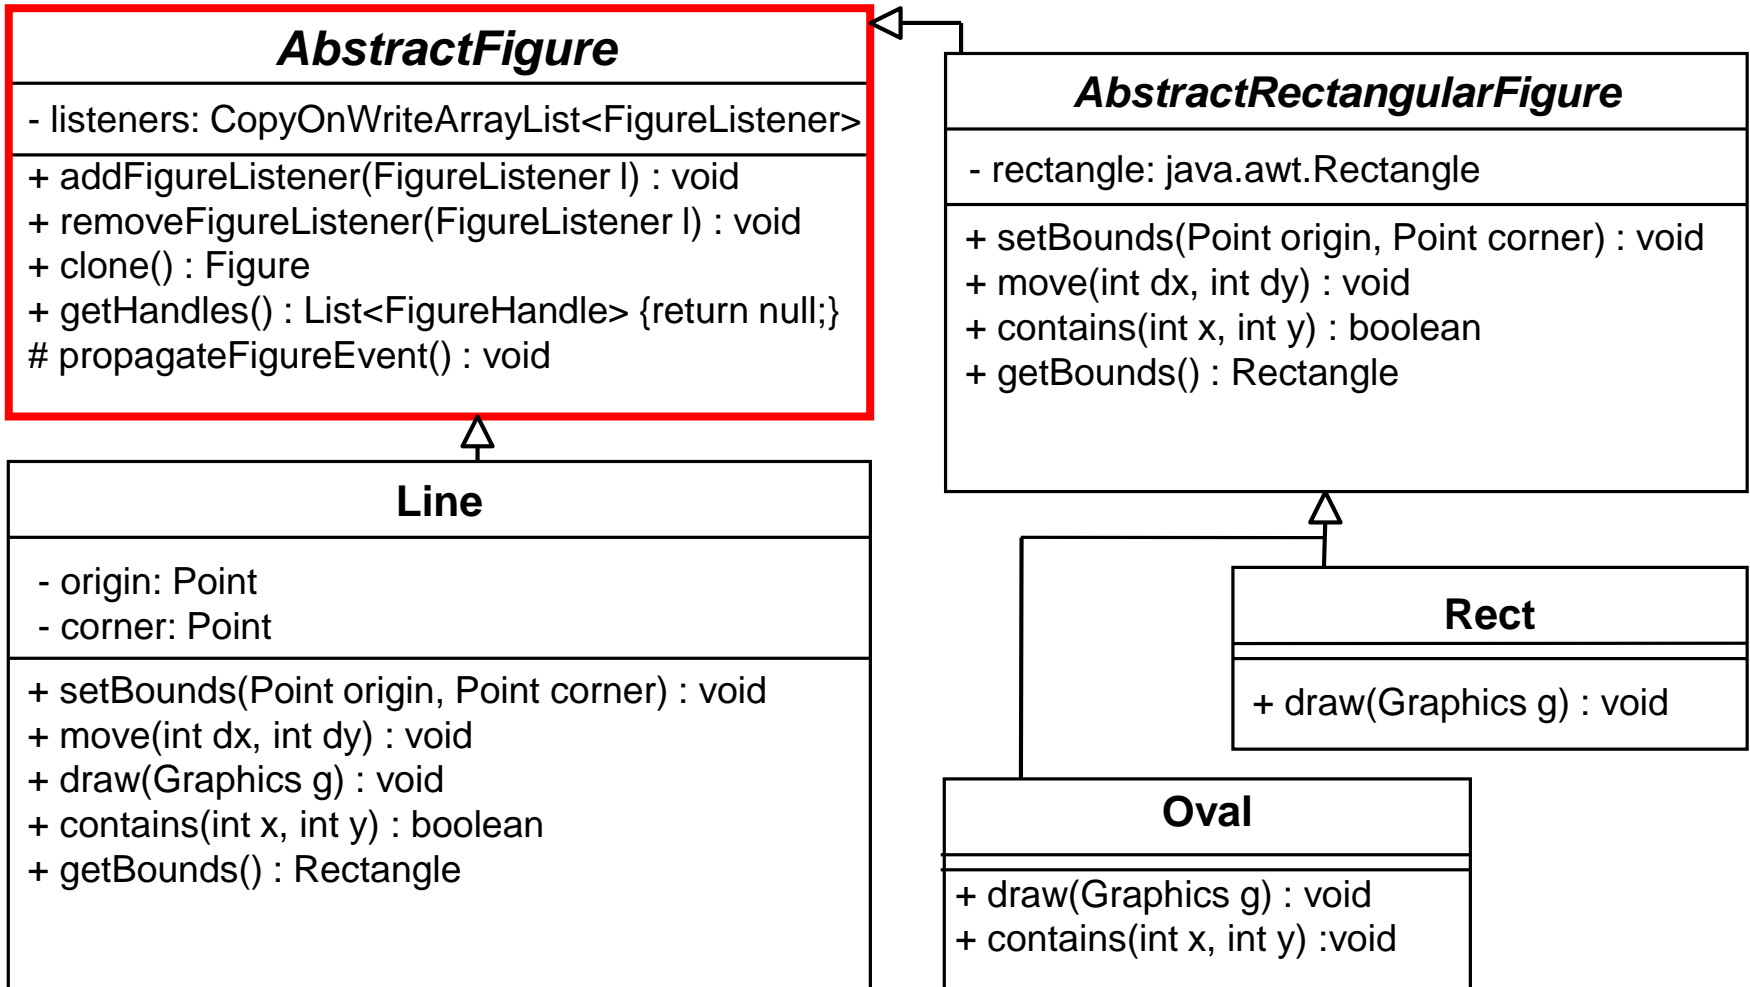 AbstractFigure
- listeners: CopyOnWriteArrayList<FigureListener>
+ addFigureListener(FigureListener l) : void
+ removeFigureListener(FigureListener l) : void
+ clone() : Figure
+ getHandles() : List<FigureHandle> {return null;}
# propagateFigureEvent() : void
AbstractRectangularFigure
- rectangle: java.awt.Rectangle
+ setBounds(Point origin, Point corner) : void
+ move(int dx, int dy) : void
+ contains(int x, int y) : boolean
+ getBounds() : Rectangle
Line
- origin: Point
- corner: Point
+ setBounds(Point origin, Point corner) : void
+ move(int dx, int dy) : void
+ draw(Graphics g) : void
+ contains(int x, int y) : boolean
+ getBounds() : Rectangle
Rect
+ draw(Graphics g) : void
Oval
+ draw(Graphics g) : void
+ contains(int x, int y) :void